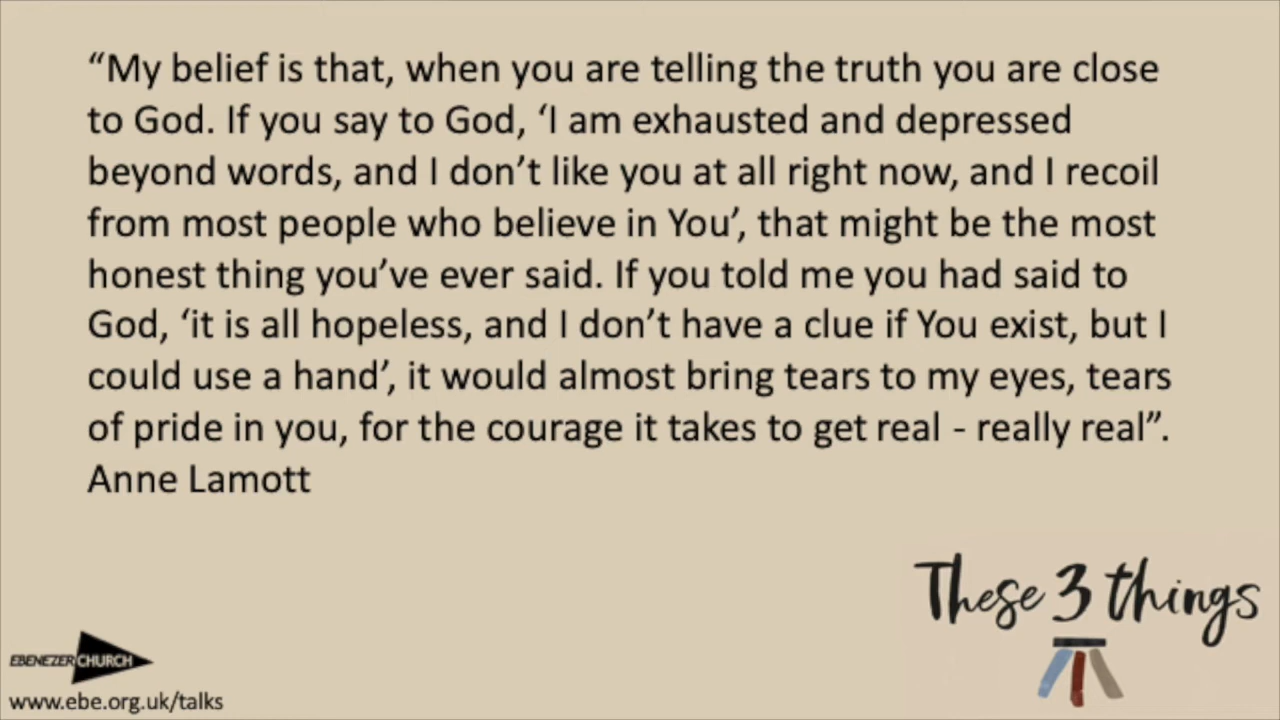 “My belief is that, when you are telling the truth you are close
to God. If you say to God, ‘I am exhausted and depressed
beyond words, and I don’t like you at all right now, and I recoil
from most people who believe in You’, that might be the most
honest thing you’ve ever said. If you told me you had said to
God, ‘it is all hopeless, and I don’t have a clue if You exist, but I
could use a hand’, it would almost bring tears to my eyes, tears
of pride in you, for the courage it takes to get real - really real”.
Anne Lamott
These 3 things
EBENEZER CHURCH
www.ebe.org.uk/talks